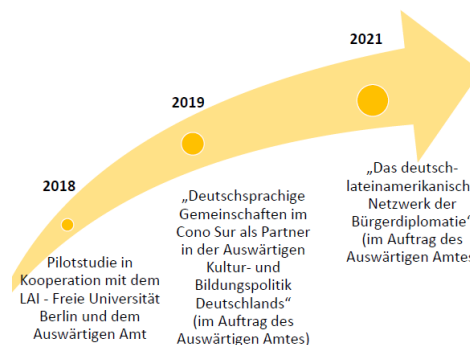 2018
Pilotstudie in
Kooperation mit dem
LAI - Freie Universität
Berlin und dem
Auswärtigen Amt
2019
„Deutschsprachige
Gemeinschaften im
Cono Sur als Partner
in der Auswärtigen
Kultur- und
Bildungspolitik
Deutschlands“
(im Auftrag des
Auswärtigen Amtes)
2021
„Das deutsch-
lateinamerikanisch
Netzwerk der
Bürgerdiplomatie“
(im Auftrag des
Auswärtigen Amtes